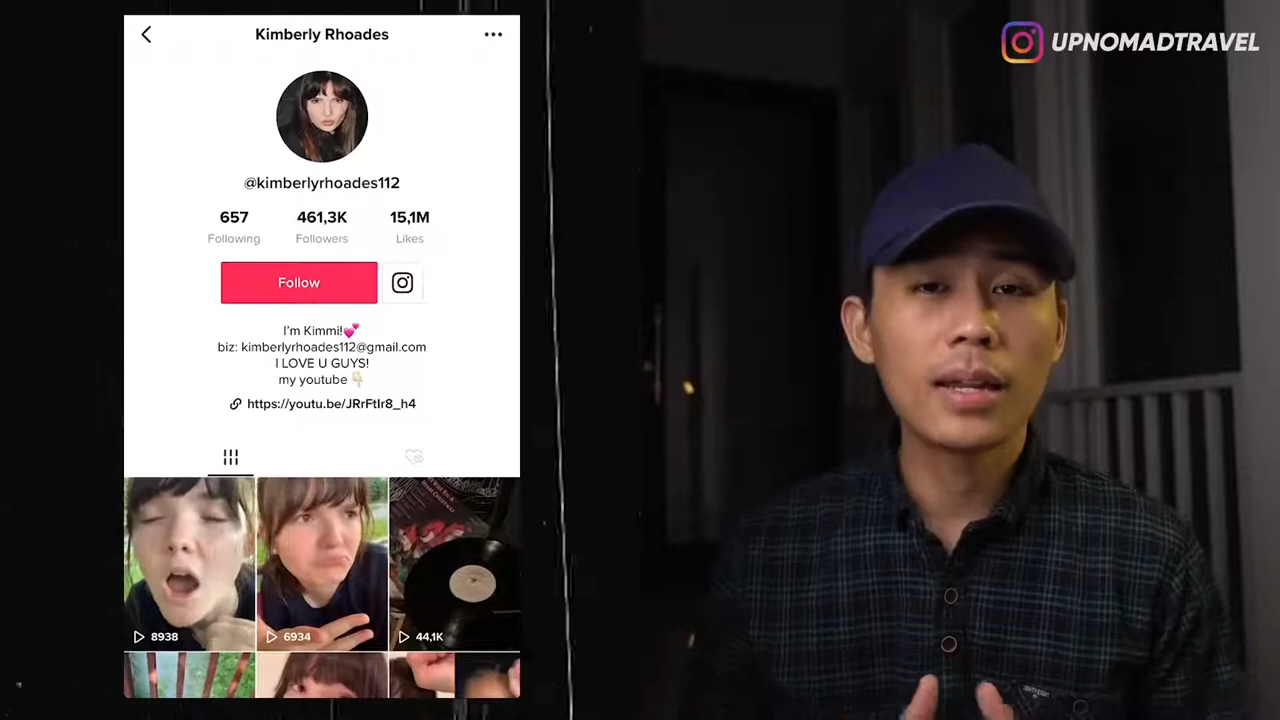 Kimberly Rhoades
UPNOMADTRAVEL
@kimberlyrhoades112
657
461,3K
15,1M
Following
Followers
Likes
Follow
I'm Kimmi!💕
biz: kimberlyrhoades112@gmail.com
I LOVE U GUYS!
my youtube 👇🏻
https://youtu.be/JRrFtIr8_h4
8938
6934
44,1K